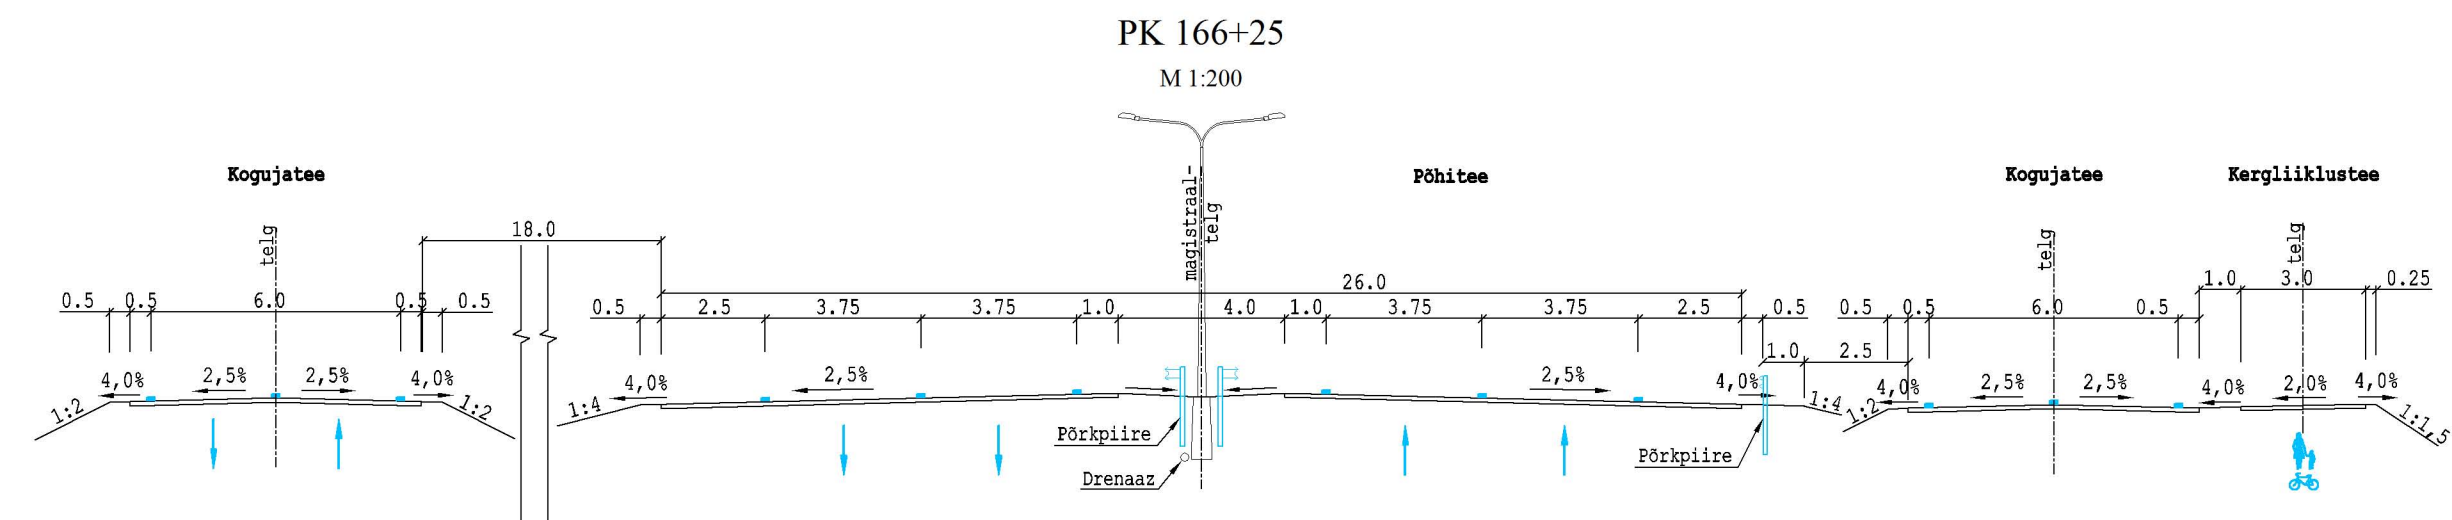 PK 166+25
M 1:200
Kogujatee
Põhitee
Kogujatee
Kergliiklustee
telg
magistraal-
telg
telg
telg
18.0
26.0
1.0 3.0 0.25
0.5 0.5 6.0 0.5 0.5
0.5 2.5 3.75 3.75 1.0 4.0 1.0 3.75 3.75 2.5 0.5
0.5 0.5 6.0 0.5
1.0 2.5
1:2 4,0% 2,5% 2,5% 4,0% 1:2
1:4 4,0% 2,5% 2,5% 4,0% 1:4
1:2 4,0% 2,5% 2,5% 4,0% 2,0% 4,0% 1:1,5
Põrkpiire
Drenaaz
Põrkpiire